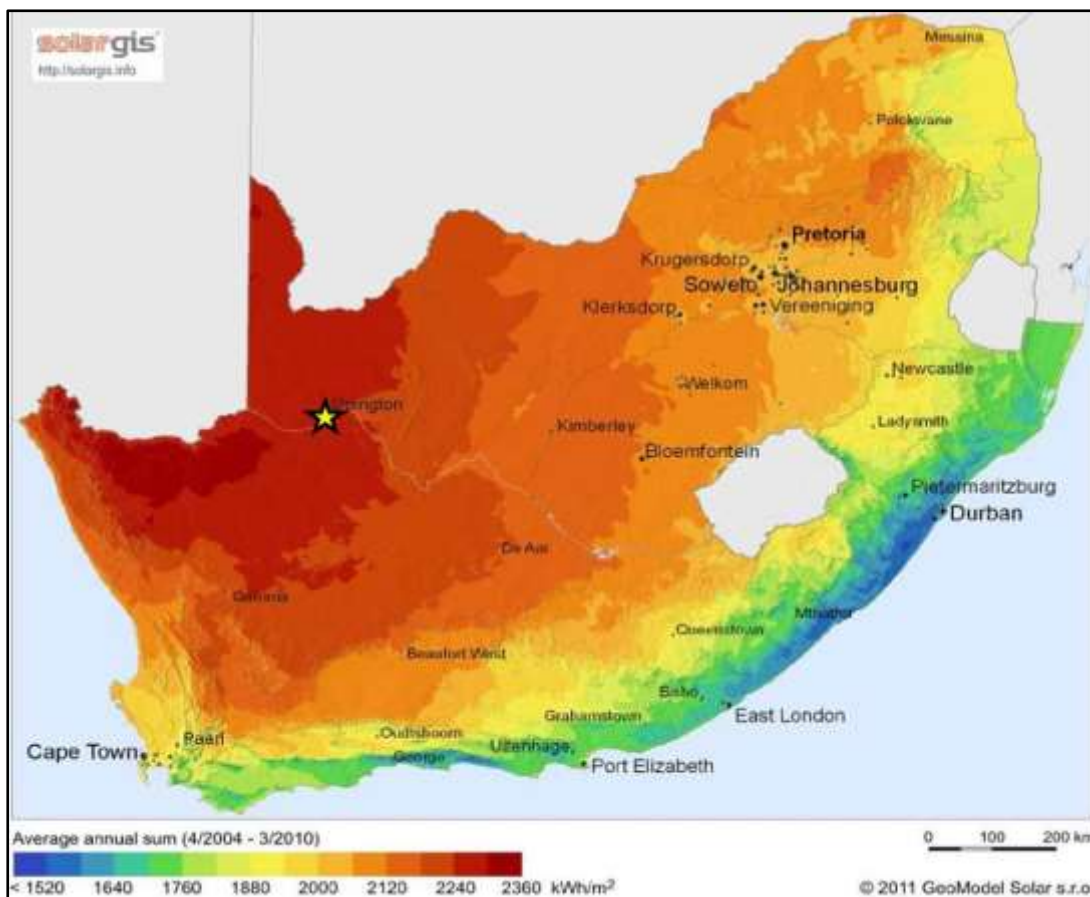 solargis
http://solargis.info
Messina
Polokwane
Pretoria
Krugersdorp
Soweto Johannesburg
Klerksdorp Vereeniging
Welkom Newcastle
Upington
Kimberley Ladysmith
Bloemfontein
Pietermaritzburg
Durban
De Aar
Mthatha
Queenstown
Beaufort West
Bisho
East London
Grahamstown
Oudtshoorn
Paarl
Uitenhage
Cape Town George
Port Elizabeth
Average annual sum (4/2004 - 3/2010)
0 100 200 km
< 1520 1640 1760 1880 2000 2120 2240 2360 kWh/m²
© 2011 GeoModel Solar s.r.o